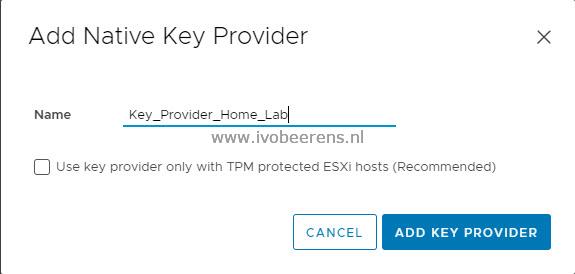 Add Native Key Provider
Name Key_Provider_Home_Lab
www.ivobeerens.nl
Use key provider only with TPM protected ESXi hosts (Recommended)
CANCEL ADD KEY PROVIDER